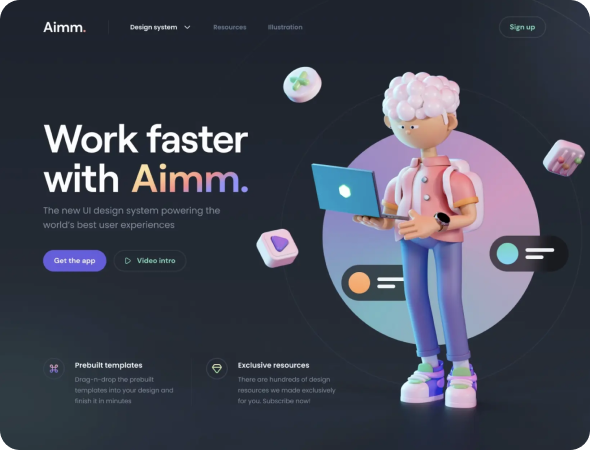 Aimm.
Design system
Resources
Illustration
Sign up
Work faster
with Aimm.
The new UI design system powering the
world's best user experiences
Get the app
Video intro
Prebuilt templates
Drag-n-drop the prebuilt
templates into your design and
finish it in minutes
Exclusive resources
There are hundreds of design
resources we made exclusively
for you. Subscribe now!